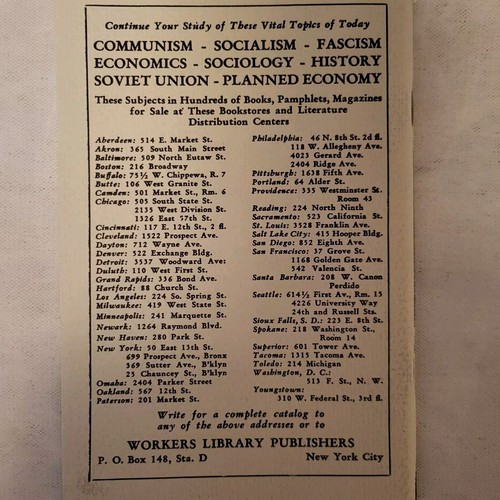 Continue Your Study of These Vital Topics of Today
COMMUNISM - SOCIALISM - FASCISM
ECONOMICS - SOCIOLOGY - HISTORY
SOVIET UNION - PLANNED ECONOMY
These Subjects in Hundreds of Books, Pamphlets, Magazines
for Sale at These Bookstores and Literature
Distribution Centers
Aberdeen: 514 E. Market St.
Akron: 365 South Main Street
Baltimore: 509 North Eutaw St.
Boston: 216 Broadway
Buffalo: 75½ W. Chippewa, R. 7
Butte: 106 West Granite St.
Camden: 501 Market St., Rm. 6
Chicago: 505 South State St.
2135 West Division St.
1326 East 57th St.
Cincinnati: 117 E. 12th St., 2 fl.
Cleveland: 1522 Prospect Ave.
Dayton: 712 Wayne Ave.
Denver: 522 Exchange Bldg.
Detroit: 3537 Woodward Ave:
Duluth: 110 West First St.
Grand Rapids: 336 Bond Ave.
Hartford: 88 Church St.
Los Angeles: 224 So. Spring St.
Milwaukee: 419 West State St.
Minneapolis: 241 Marquette St.
Newark: 1264 Raymond Blvd.
New Haven: 280 Park St.
New York: 50 East 13th St.
699 Prospect Ave., Bronx
369 Sutter Ave., B'klyn
25 Chauncey St., B'klyn
Omaha: 2404 Parker Street
Oakland: 567 12th St.
Paterson: 201 Market St.
Philadelphia: 46 N. 8th St. 2d fl.
118 W. Allegheny Ave.
4023 Gerard Ave.
2404 Ridge Ave.
Pittsburgh: 1638 Fifth Ave.
Portland: 64 Alder St.
Providence: 335 Westminster St.
Room 43
Reading: 224 North Ninth
Sacramento: 523 California St.
St. Louis: 3528 Franklin Ave.
Salt Lake City: 415 Hooper Bldg.
San Diego: 852 Eighth Ave.
San Francisco: 37 Grove St.
1168 Golden Gate Ave.
542 Valencia St.
Santa Barbara: 208 W. Canon
Perdido
Seattle: 614½ First Av., Rm. 15
4226 University Way
24th and Russell Sts.
Sioux Falls, S. D.: 223 E. 8th St.
Spokane: 218 Washington St.,
Room 14
Superior: 601 Tower Ave.
Tacoma: 1315 Tacoma Ave.
Toledo: 214 Michigan
Washington, D. C.:
513 F. St., N. W.
Youngstown:
310 W. Federal St., 3rd fl.
Write for a complete catalog to
any of the above addresses or to
WORKERS LIBRARY PUBLISHERS
P. O. Box 148, Sta. D New York City